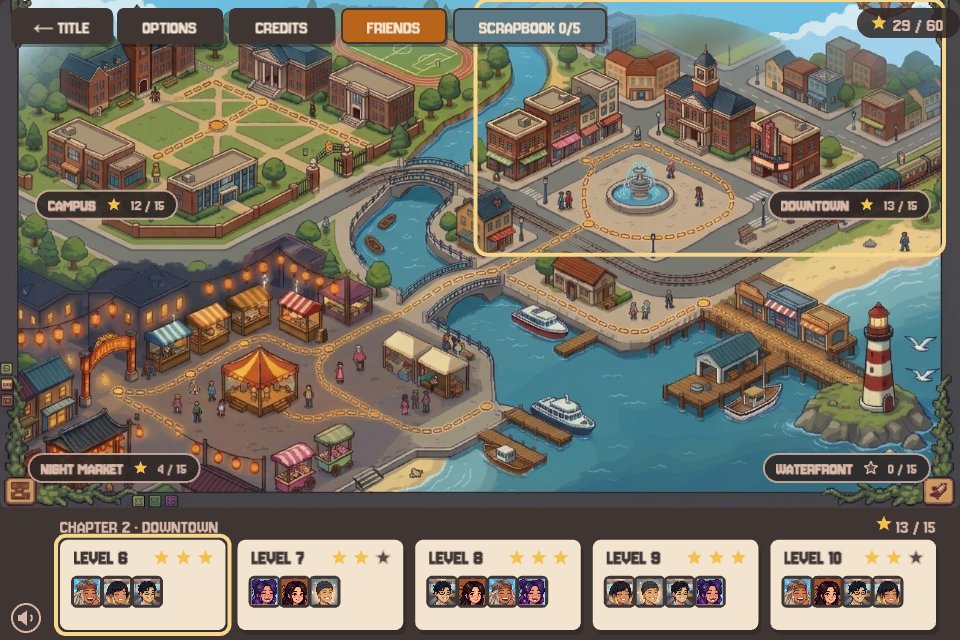 ← TITLE
OPTIONS
CREDITS
FRIENDS
SCRAPBOOK 0/5
29 / 60
CAMPUS 12 / 15
DOWNTOWN 13 / 15
NIGHT MARKET 4 / 15
WATERFRONT 0 / 15
CHAPTER 2 · DOWNTOWN
13 / 15
LEVEL 6
LEVEL 7
LEVEL 8
LEVEL 9
LEVEL 10